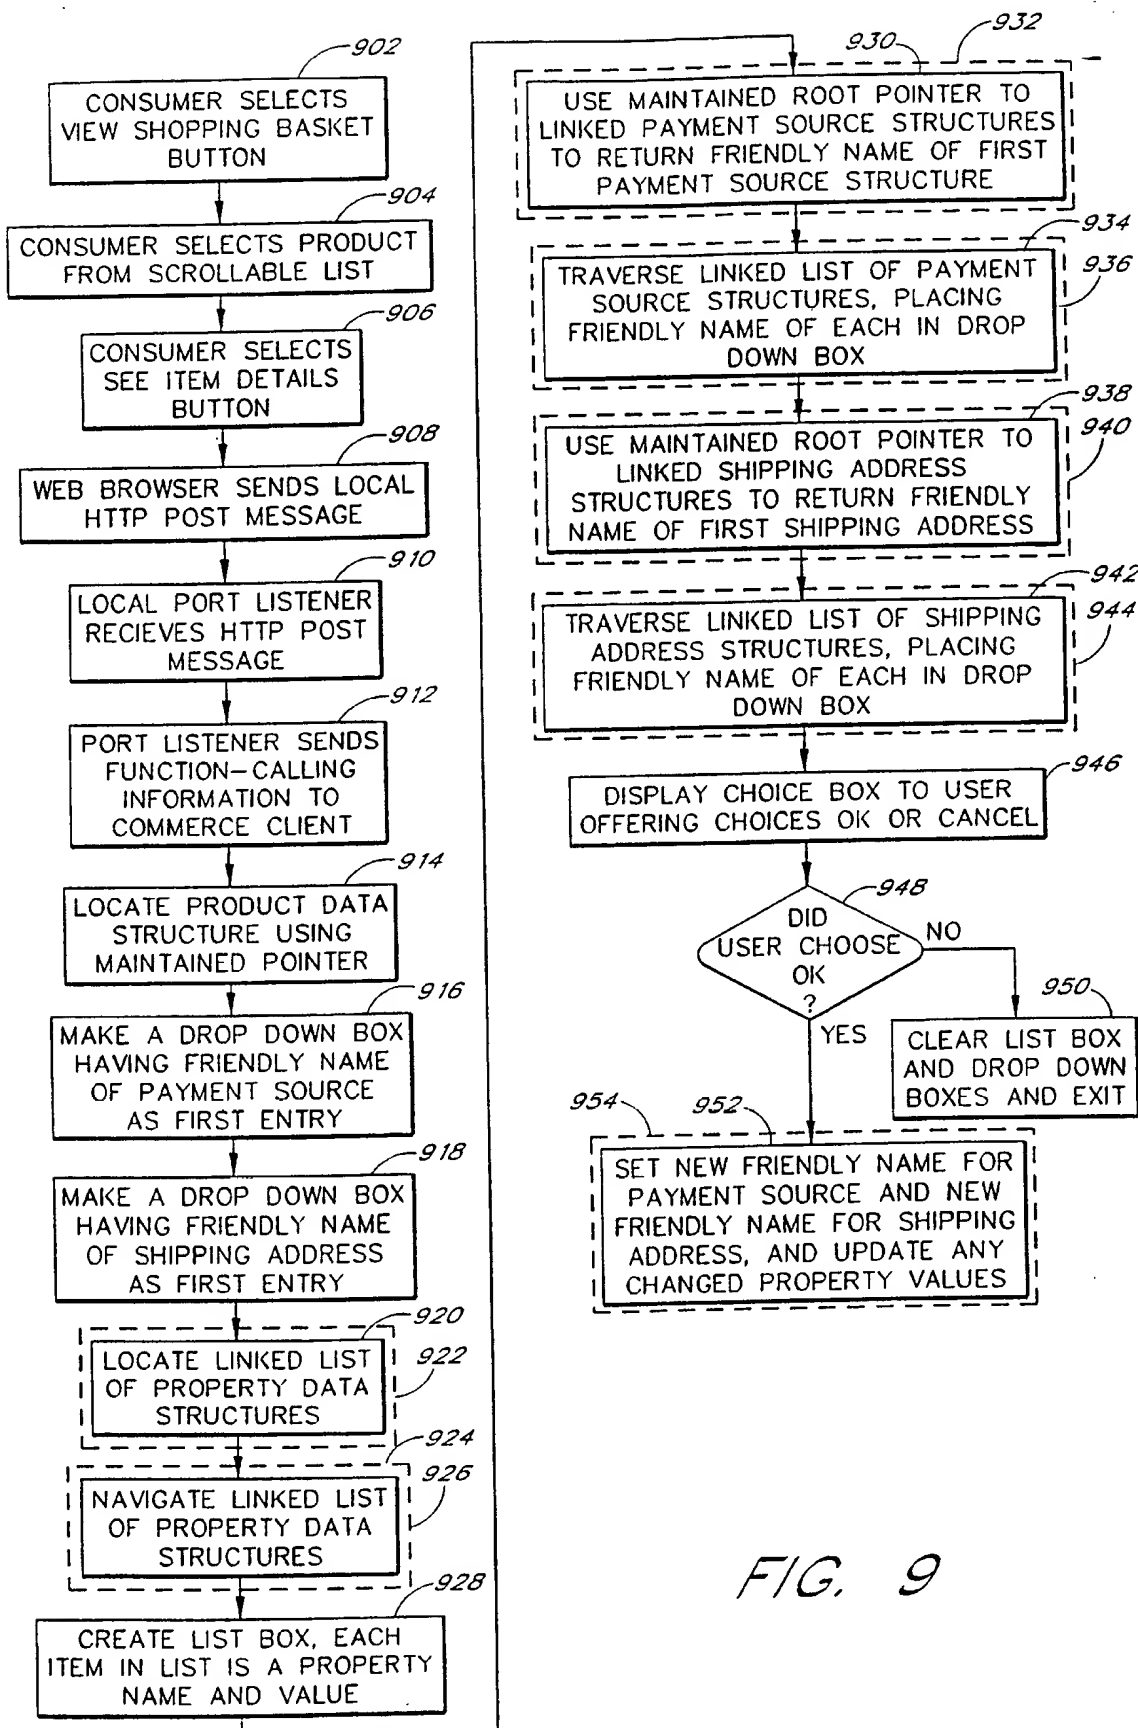 902
CONSUMER SELECTS
VIEW SHOPPING BASKET
BUTTON
904
CONSUMER SELECTS PRODUCT
FROM SCROLLABLE LIST
906
CONSUMER SELECTS
SEE ITEM DETAILS
BUTTON
908
WEB BROWSER SENDS LOCAL
HTTP POST MESSAGE
910
LOCAL PORT LISTENER
RECIEVES HTTP POST
MESSAGE
912
PORT LISTENER SENDS
FUNCTION-CALLING
INFORMATION TO
COMMERCE CLIENT
914
LOCATE PRODUCT DATA
STRUCTURE USING
MAINTAINED POINTER
916
MAKE A DROP DOWN BOX
HAVING FRIENDLY NAME
OF PAYMENT SOURCE
AS FIRST ENTRY
918
MAKE A DROP DOWN BOX
HAVING FRIENDLY NAME
OF SHIPPING ADDRESS
AS FIRST ENTRY
920
LOCATE LINKED LIST
OF PROPERTY DATA
STRUCTURES
922
924
NAVIGATE LINKED LIST
OF PROPERTY DATA
STRUCTURES
926
928
CREATE LIST BOX, EACH
ITEM IN LIST IS A PROPERTY
NAME AND VALUE
930
932
USE MAINTAINED ROOT POINTER TO
LINKED PAYMENT SOURCE STRUCTURES
TO RETURN FRIENDLY NAME OF FIRST
PAYMENT SOURCE STRUCTURE
934
936
TRAVERSE LINKED LIST OF PAYMENT
SOURCE STRUCTURES, PLACING
FRIENDLY NAME OF EACH IN DROP
DOWN BOX
938
940
USE MAINTAINED ROOT POINTER TO
LINKED SHIPPING ADDRESS
STRUCTURES TO RETURN FRIENDLY
NAME OF FIRST SHIPPING ADDRESS
942
944
TRAVERSE LINKED LIST OF SHIPPING
ADDRESS STRUCTURES, PLACING
FRIENDLY NAME OF EACH IN DROP
DOWN BOX
946
DISPLAY CHOICE BOX TO USER
OFFERING CHOICES OK OR CANCEL
948
DID
USER CHOOSE
OK
?
NO
YES
950
CLEAR LIST BOX
AND DROP DOWN
BOXES AND EXIT
954
952
SET NEW FRIENDLY NAME FOR
PAYMENT SOURCE AND NEW
FRIENDLY NAME FOR SHIPPING
ADDRESS, AND UPDATE ANY
CHANGED PROPERTY VALUES
FIG. 9